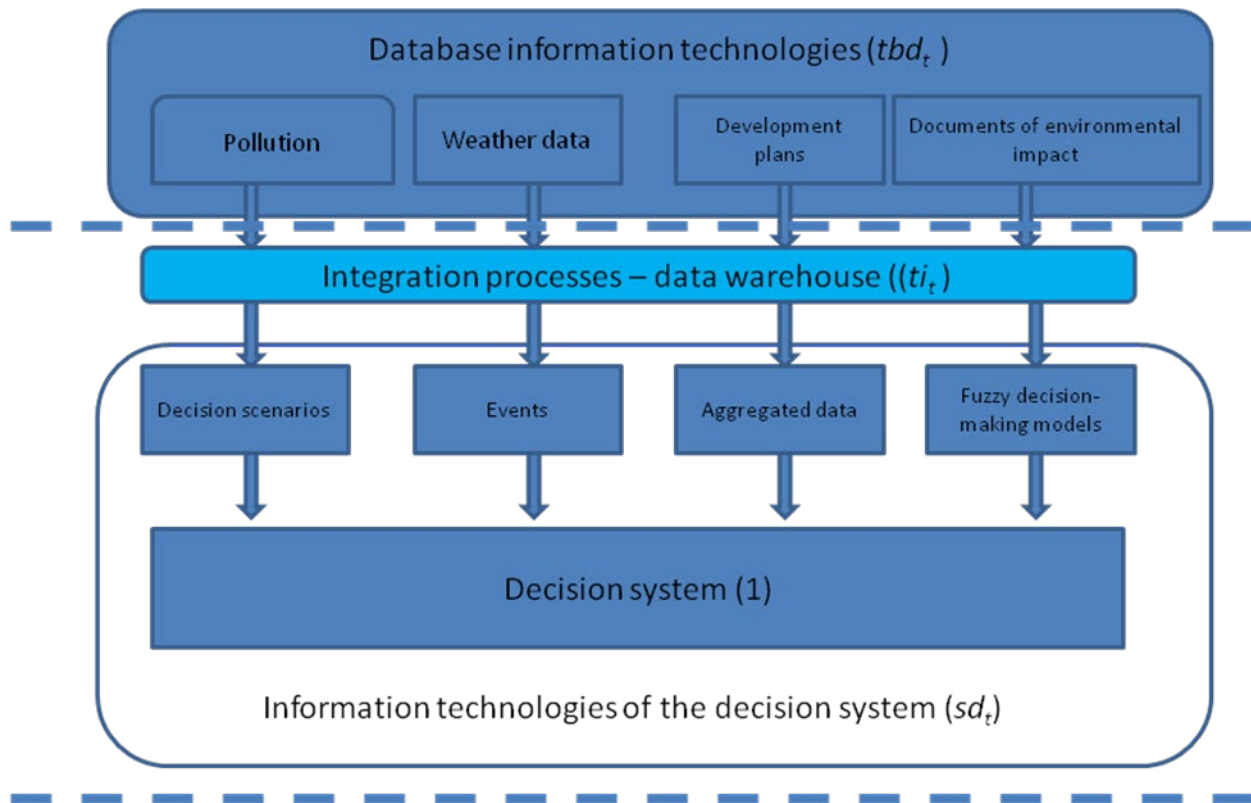 Database information technologies (tbdₜ )
Pollution
Weather data
Development
plans
Documents of environmental
impact
Integration processes – data warehouse ((tiₜ )
Decision scenarios
Events
Aggregated data
Fuzzy decision-
making models
Decision system (1)
Information technologies of the decision system (sdₜ)